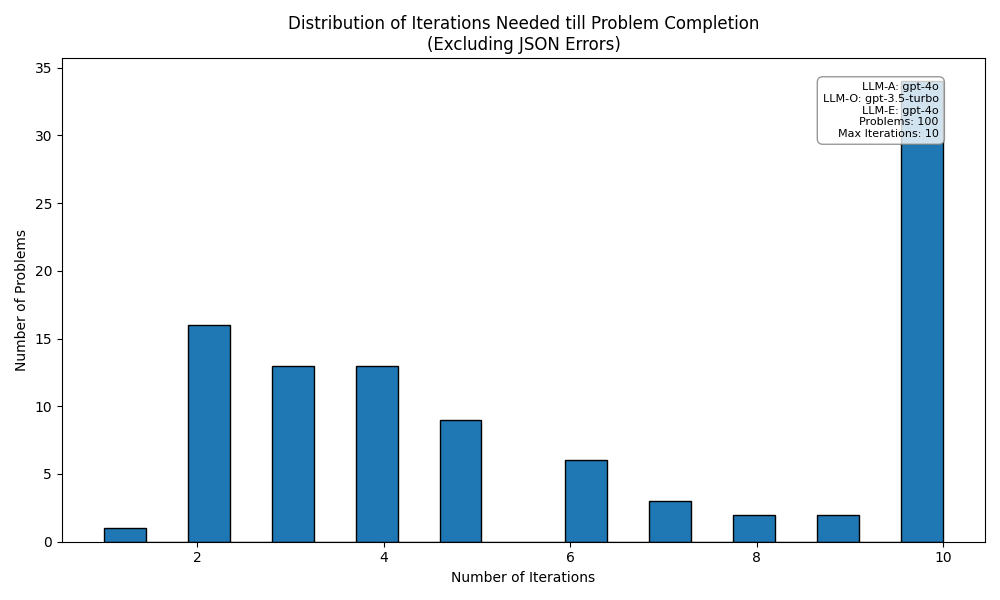 Distribution of Iterations Needed till Problem Completion
(Excluding JSON Errors)
Number of Problems
35
30
25
20
15
10
5
0
LLM-A: gpt-4o
LLM-O: gpt-3.5-turbo
LLM-E: gpt-4o
Problems: 100
Max Iterations: 10
2 4 6 8 10
Number of Iterations